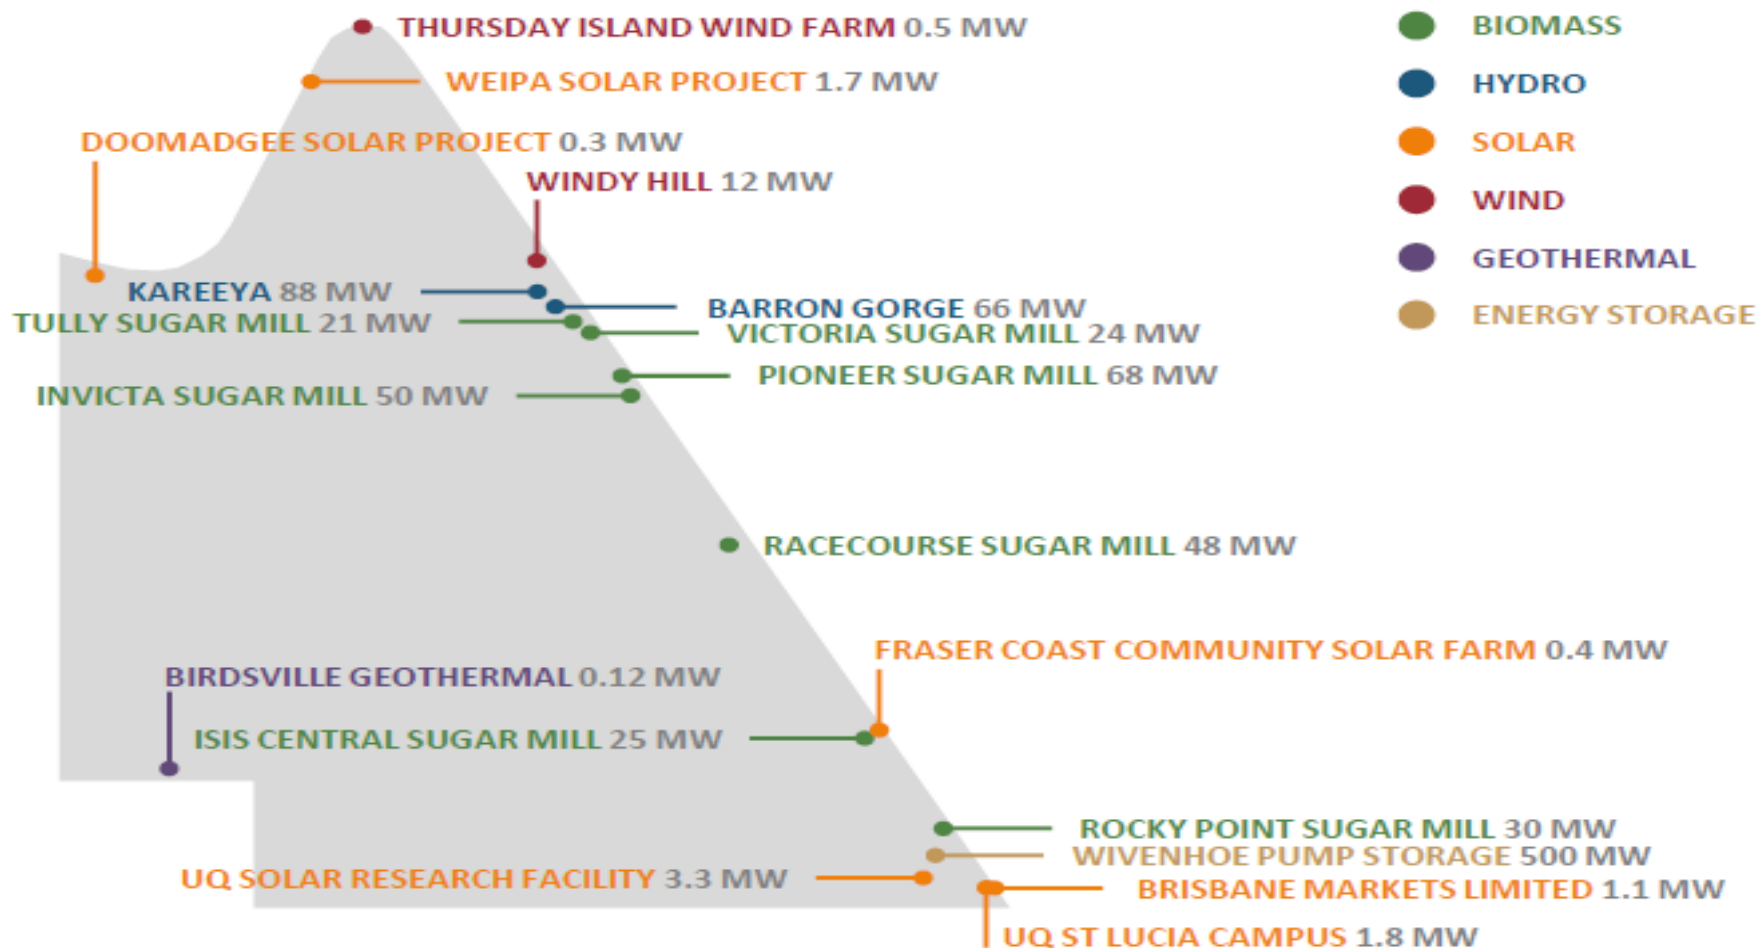 THURSDAY ISLAND WIND FARM 0.5 MW
WEIPA SOLAR PROJECT 1.7 MW
DOOMADGEE SOLAR PROJECT 0.3 MW
WINDY HILL 12 MW
KAREEYA 88 MW
BARRON GORGE 66 MW
TULLY SUGAR MILL 21 MW
VICTORIA SUGAR MILL 24 MW
PIONEER SUGAR MILL 68 MW
INVICTA SUGAR MILL 50 MW
RACECOURSE SUGAR MILL 48 MW
FRASER COAST COMMUNITY SOLAR FARM 0.4 MW
BIRDSVILLE GEOTHERMAL 0.12 MW
ISIS CENTRAL SUGAR MILL 25 MW
ROCKY POINT SUGAR MILL 30 MW
WIVENHOE PUMP STORAGE 500 MW
UQ SOLAR RESEARCH FACILITY 3.3 MW
BRISBANE MARKETS LIMITED 1.1 MW
UQ ST LUCIA CAMPUS 1.8 MW
BIOMASS
HYDRO
SOLAR
WIND
GEOTHERMAL
ENERGY STORAGE